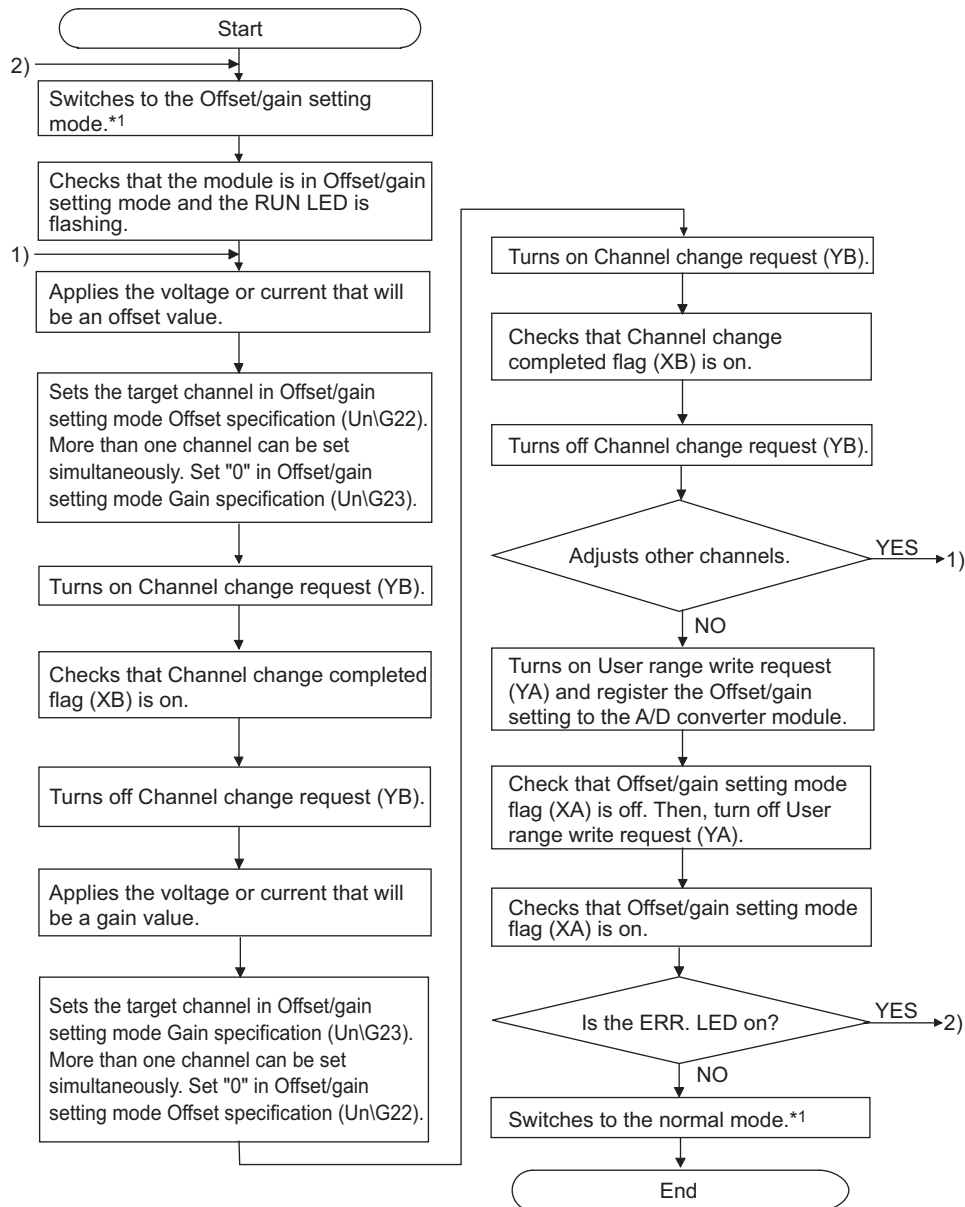 Start
2)
Switches to the Offset/gain setting
mode.*1
Checks that the module is in Offset/gain
setting mode and the RUN LED is
flashing.
1)
Applies the voltage or current that will
be an offset value.
Sets the target channel in Offset/gain
setting mode Offset specification (Un\G22).
More than one channel can be set
simultaneously. Set "0" in Offset/gain
setting mode Gain specification (Un\G23).
Turns on Channel change request (YB).
Checks that Channel change completed
flag (XB) is on.
Turns off Channel change request (YB).
Applies the voltage or current that will
be a gain value.
Sets the target channel in Offset/gain
setting mode Gain specification (Un\G23).
More than one channel can be set
simultaneously. Set "0" in Offset/gain
setting mode Offset specification (Un\G22).
Turns on Channel change request (YB).
Checks that Channel change
completed flag (XB) is on.
Turns off Channel change request (YB).
Adjusts other channels.
YES
1)
NO
Turns on User range write request
(YA) and register the Offset/gain
setting to the A/D converter module.
Check that Offset/gain setting mode
flag (XA) is off. Then, turn off User
range write request (YA).
Checks that Offset/gain setting mode
flag (XA) is on.
Is the ERR. LED on?
YES
2)
NO
Switches to the normal mode.*1
End